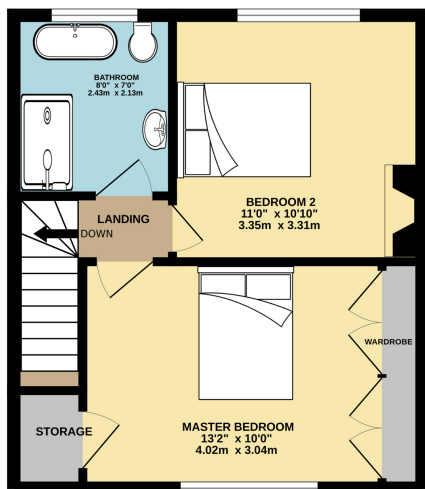 BATHROOM
8'0" x 7'0"
2.43m x 2.13m
BEDROOM 2
11'0" x 10'10"
3.35m x 3.31m
LANDING
DOWN
WARDROBE
MASTER BEDROOM
13'2" x 10'0"
4.02m x 3.04m
STORAGE